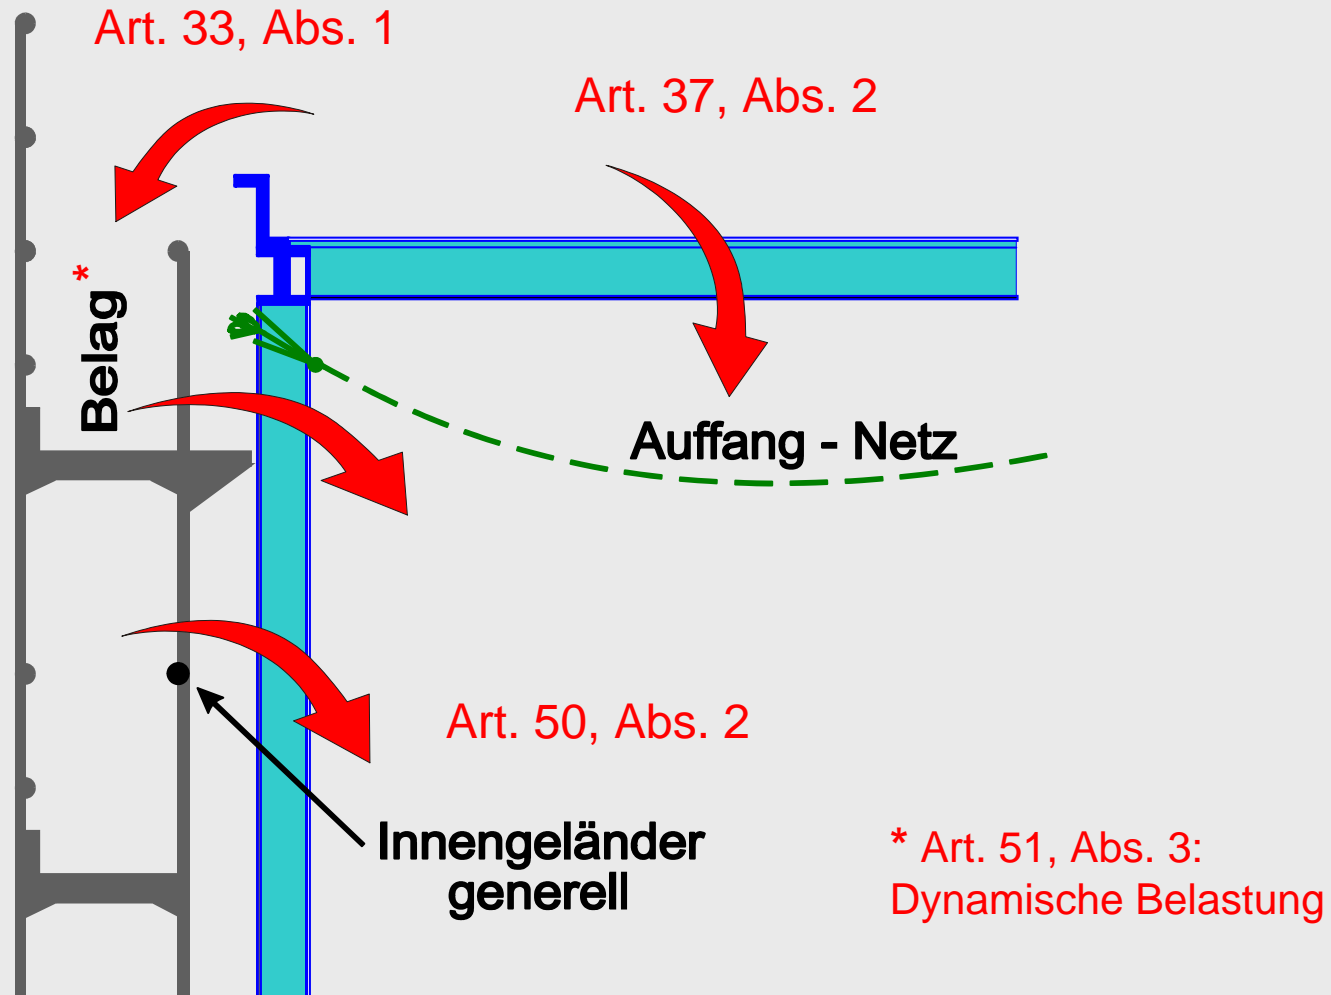 Art. 33, Abs. 1
Art. 37, Abs. 2
Belag*
Auffang - Netz
Art. 50, Abs. 2
Innengeländer
generell
* Art. 51, Abs. 3:
Dynamische Belastung